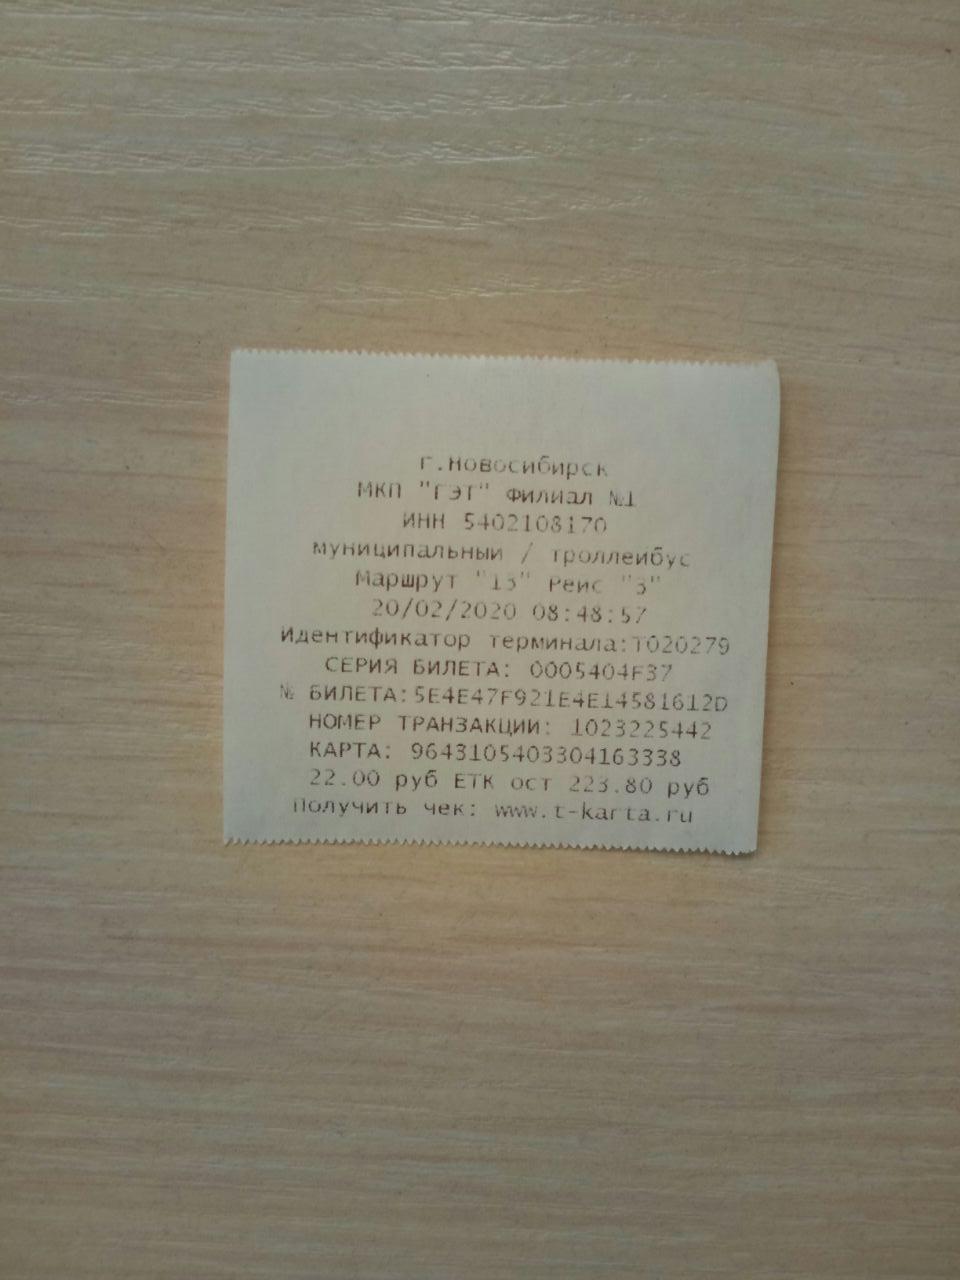 г.Новосибирск
МКП "ГЭТ" Филиал №1
ИНН 5402108170
муниципальный / троллейбус
Маршрут "13" Рейс "3"
20/02/2020 08:48:57
Идентификатор терминала:T020279
СЕРИЯ БИЛЕТА: 0005404F37
№ БИЛЕТА:5E4E47F921E4E14581612D
НОМЕР ТРАНЗАКЦИИ: 1023225442
КАРТА: 96431054033041633​38
22.00 руб ЕТК ост 223.80 руб
Получить чек: www.t-karta.ru